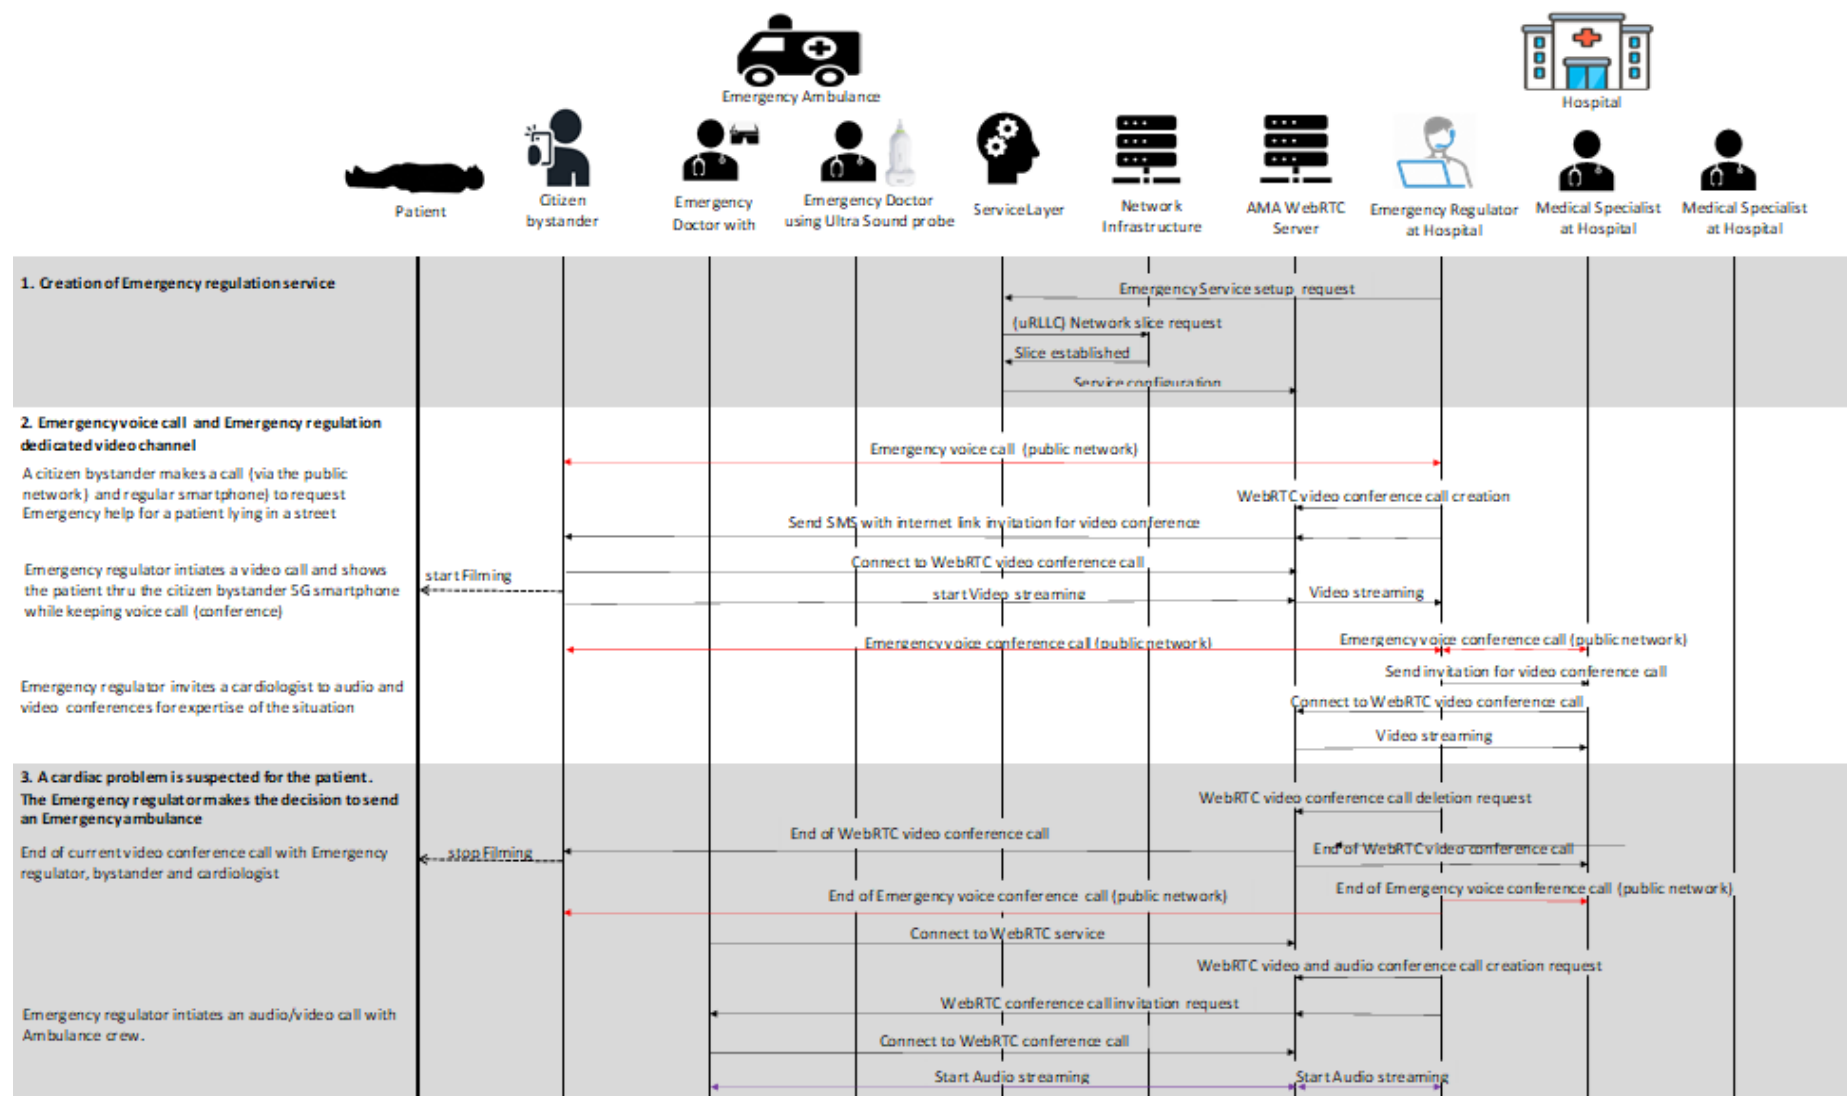 Emergency Ambulance
Hospital
Patient
Citizen
bystander
Emergency
Doctor with
Emergency Doctor
using Ultra Sound probe
ServiceLayer
Network
Infrastructure
AMA WebRTC
Server
Emergency Regulator
at Hospital
Medical Specialist
at Hospital
Medical Specialist
at Hospital
1. Creation of Emergency regulation service
Emergency Service setup request
(uRLLC) Network slice request
Slice established
Service configuration
2. Emergency voice call and Emergency regulation
dedicated video channel
A citizen bystander makes a call (via the public
network) and regular smartphone) to request
Emergency help for a patient lying in a street
Emergency voice call (public network)
WebRTC video conference call creation
Send SMS with internet link invitation for video conference
Emergency regulator intiates a video call and shows
the patient thru the citizen bystander 5G smartphone
while keeping voice call (conference)
start Filming
Connect to WebRTC video conference call
start Video streaming
Video streaming
Emergency voice conference call (public network)
Emergency voice conference call (public network)
Send invitation for video conference call
Emergency regulator invites a cardiologist to audio and
video conferences for expertise of the situation
Connect to WebRTC video conference call
Video streaming
3. A cardiac problem is suspected for the patient.
The Emergency regulator makes the decision to send
an Emergency ambulance
WebRTC video conference call deletion request
End of current video conference call with Emergency
regulator, bystander and cardiologist
stop Filming
End of WebRTC video conference call
End of WebRTC video conference call
End of Emergency voice conference call (public network)
End of Emergency voice conference call (public network)
Connect to WebRTC service
WebRTC video and audio conference call creation request
Emergency regulator intiates an audio/video call with
Ambulance crew.
WebRTC conference call invitation request
Connect to WebRTC conference call
Start Audio streaming
Start Audio streaming